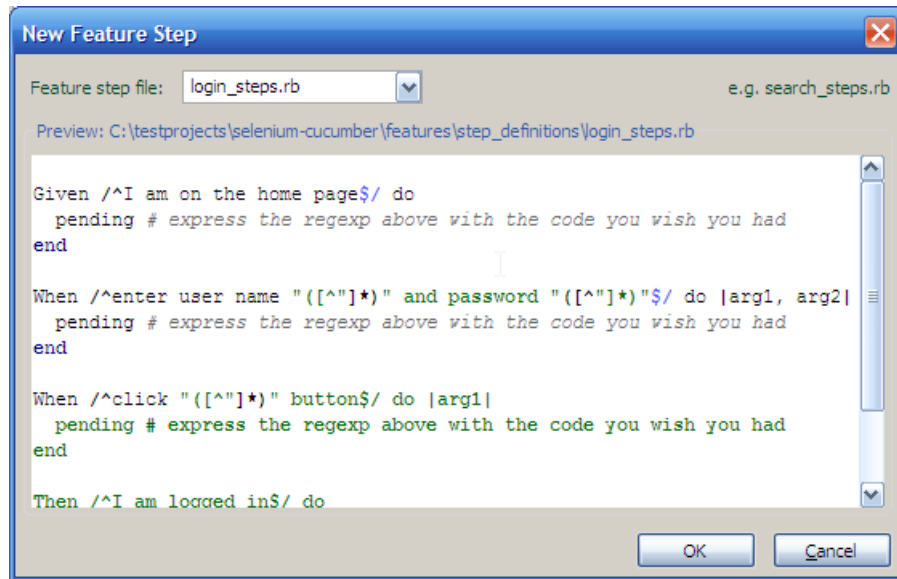 New Feature Step
Feature step file: login_steps.rb e.g. search_steps.rb
Preview: C:\testprojects\selenium-cucumber\features\step_definitions\login_steps.rb
Given /^I am on the home page$/ do
  pending # express the regexp above with the code you wish you had
end
When /^enter user name "([^"]*)" and password "([^"]*)"$/ do |arg1, arg2|
  pending # express the regexp above with the code you wish you had
end
When /^click "([^"]*)" button$/ do |arg1|
  pending # express the regexp above with the code you wish you had
end
Then /^I am logged in$/ do
OK Cancel